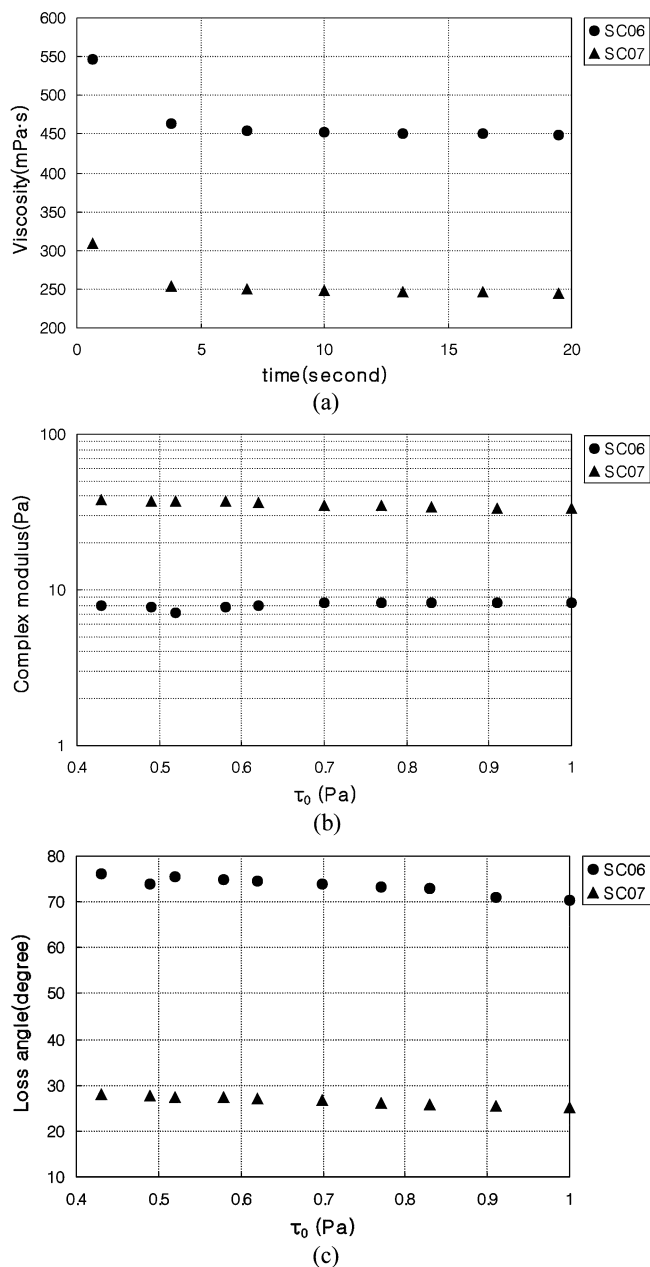 600
550
500
450
400
350
300
250
200
Viscosity(mPa·s)
0 5 10 15 20
time(second)
SC06
SC07
(a)
100
10
1
Complex modulus(Pa)
0.4 0.5 0.6 0.7 0.8 0.9 1
τ₀ (Pa)
SC06
SC07
(b)
80
70
60
50
40
30
20
10
Loss angle(degree)
0.4 0.5 0.6 0.7 0.8 0.9 1
τ₀ (Pa)
SC06
SC07
(c)